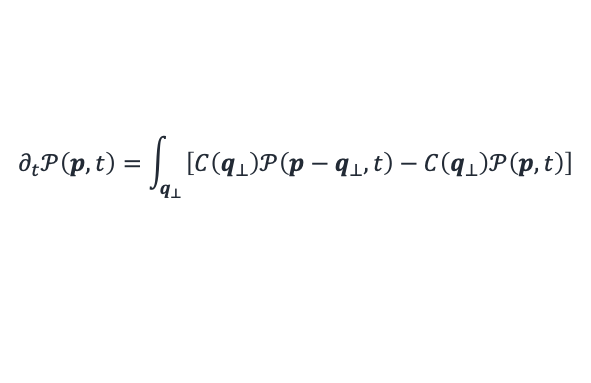 ∂ₜ𝒫(𝒑, t) = ∫_{𝒒⊥} [C(𝒒⊥)𝒫(𝒑 − 𝒒⊥, t) − C(𝒒⊥)𝒫(𝒑, t)]